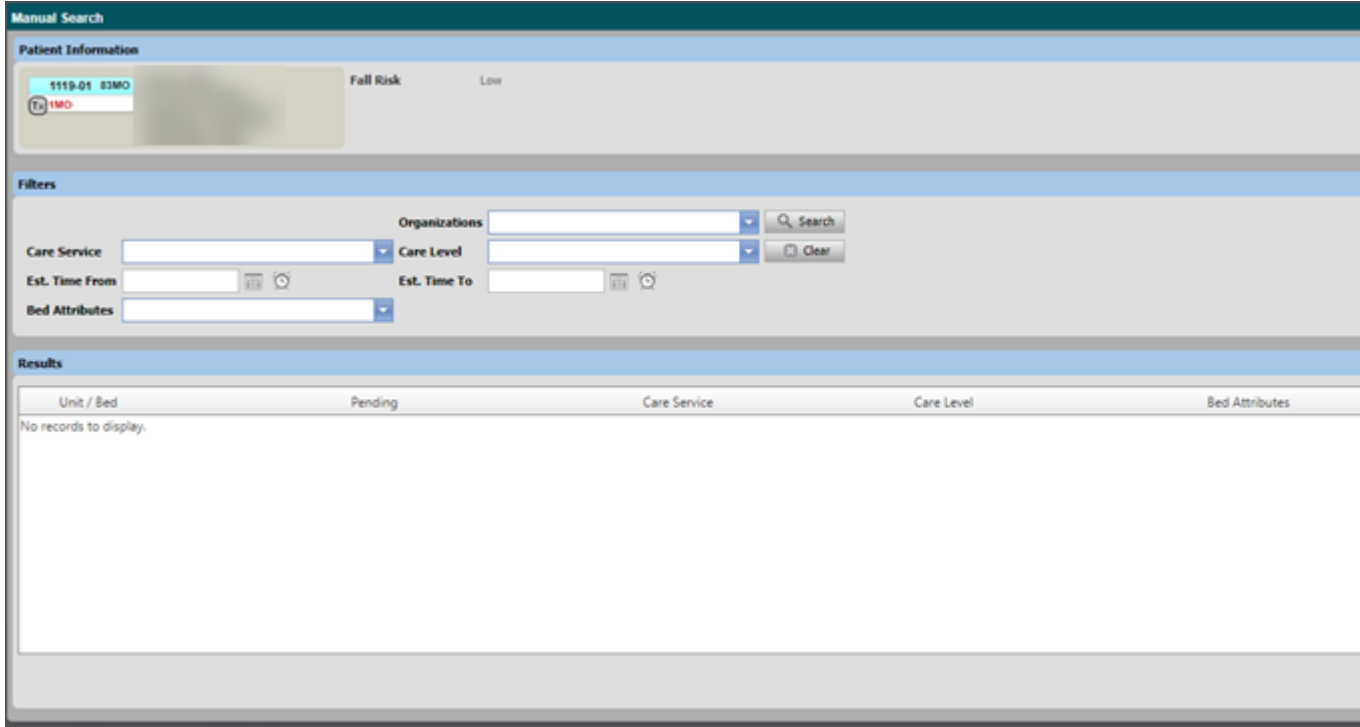 Manual Search
Patient Information
1119-01 83MO
Fall Risk Low
Tx 1MO
Filters
Organizations Search
Care Service Care Level Clear
Est. Time From Est. Time To
Bed Attributes
Results
Unit / Bed Pending Care Service Care Level Bed Attributes
No records to display.